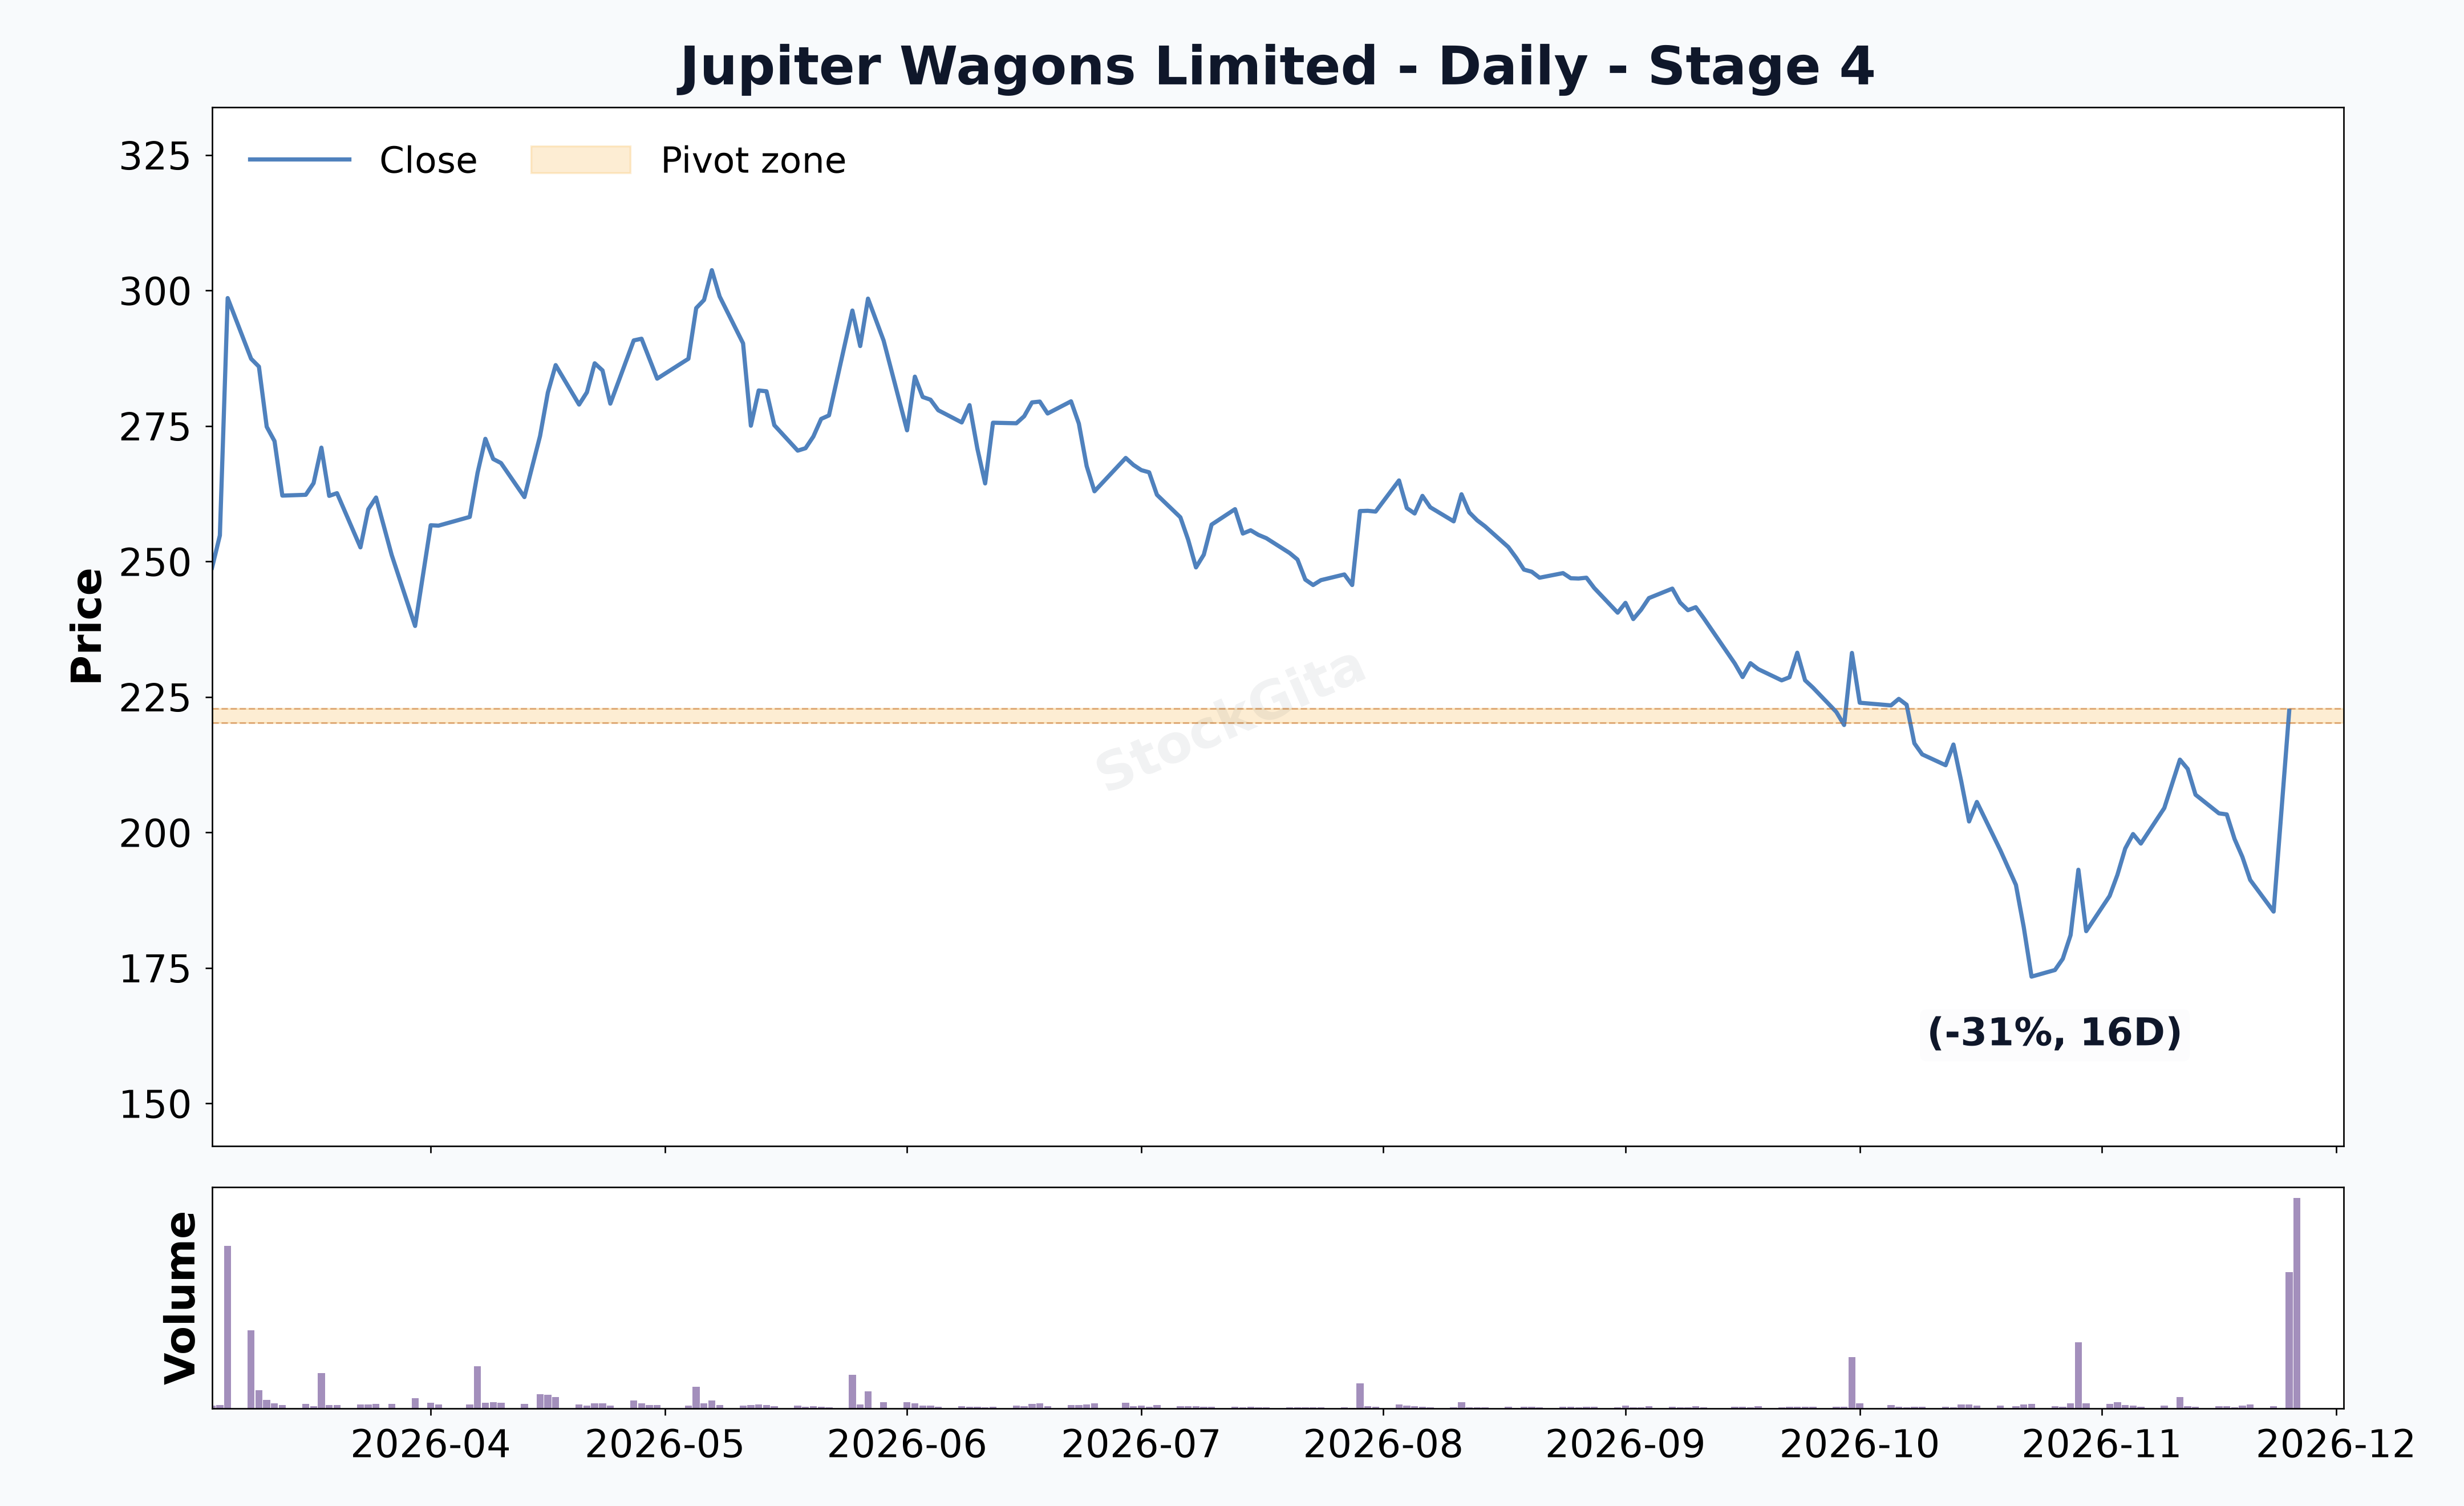 Jupiter Wagons Limited - Daily - Stage 4
Close
Pivot zone
325
300
275
250
225
200
175
150
Price
StockGita
(-31%, 16D)
Volume
2026-04
2026-05
2026-06
2026-07
2026-08
2026-09
2026-10
2026-11
2026-12